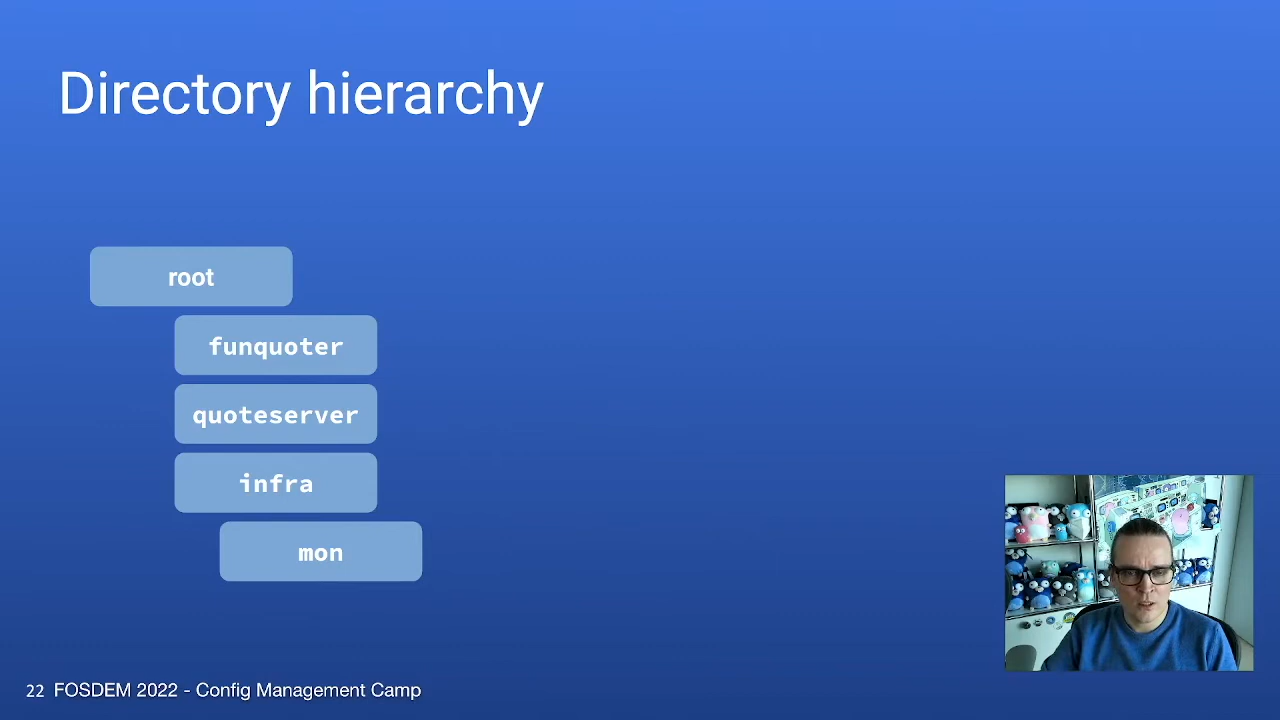 Directory hierarchy
root
funquoter
quoteserver
infra
mon
22 FOSDEM 2022 - Config Management Camp